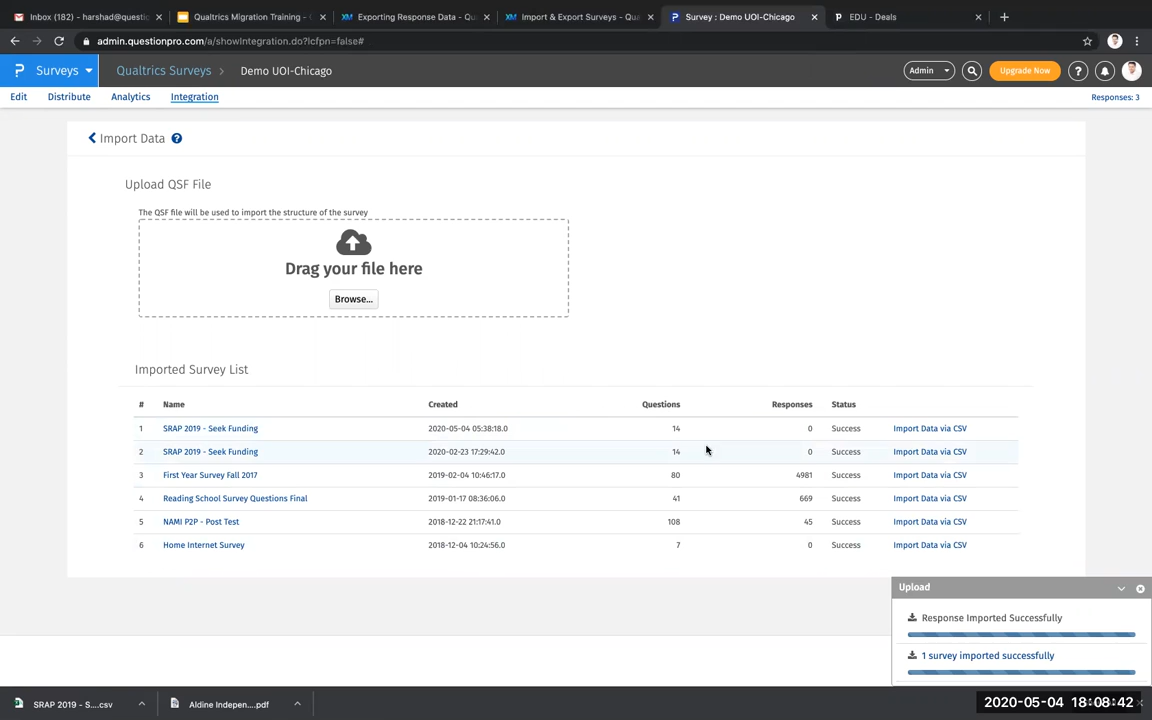 Inbox (182) - harshad@questio
Qualtrics Migration Training -
Exporting Response Data - Qu
Import & Export Surveys - Qua
Survey : Demo UOI-Chicago
EDU - Deals
admin.questionpro.com/a/showIntegration.do?lcfpn=false#
Surveys
Qualtrics Surveys
Demo UOI-Chicago
Admin
Upgrade Now
Edit
Distribute
Analytics
Integration
Responses: 3
Import Data
Upload QSF File
The QSF file will be used to import the structure of the survey
Drag your file here
Browse...
Imported Survey List
# Name Created Questions Responses Status
1 SRAP 2019 - Seek Funding 2020-05-04 05:38:18.0 14 0 Success Import Data via CSV
2 SRAP 2019 - Seek Funding 2020-02-23 17:29:42.0 14 0 Success Import Data via CSV
3 First Year Survey Fall 2017 2019-02-04 10:46:17.0 80 4981 Success Import Data via CSV
4 Reading School Survey Questions Final 2019-01-17 08:36:06.0 41 669 Success Import Data via CSV
5 NAMI P2P - Post Test 2018-12-22 21:17:41.0 108 45 Success Import Data via CSV
6 Home Internet Survey 2018-12-04 10:24:56.0 7 0 Success Import Data via CSV
Upload
Response Imported Successfully
1 survey imported successfully
SRAP 2019 - S....csv
Aldine Indepen....pdf
2020-05-04 18:08:42